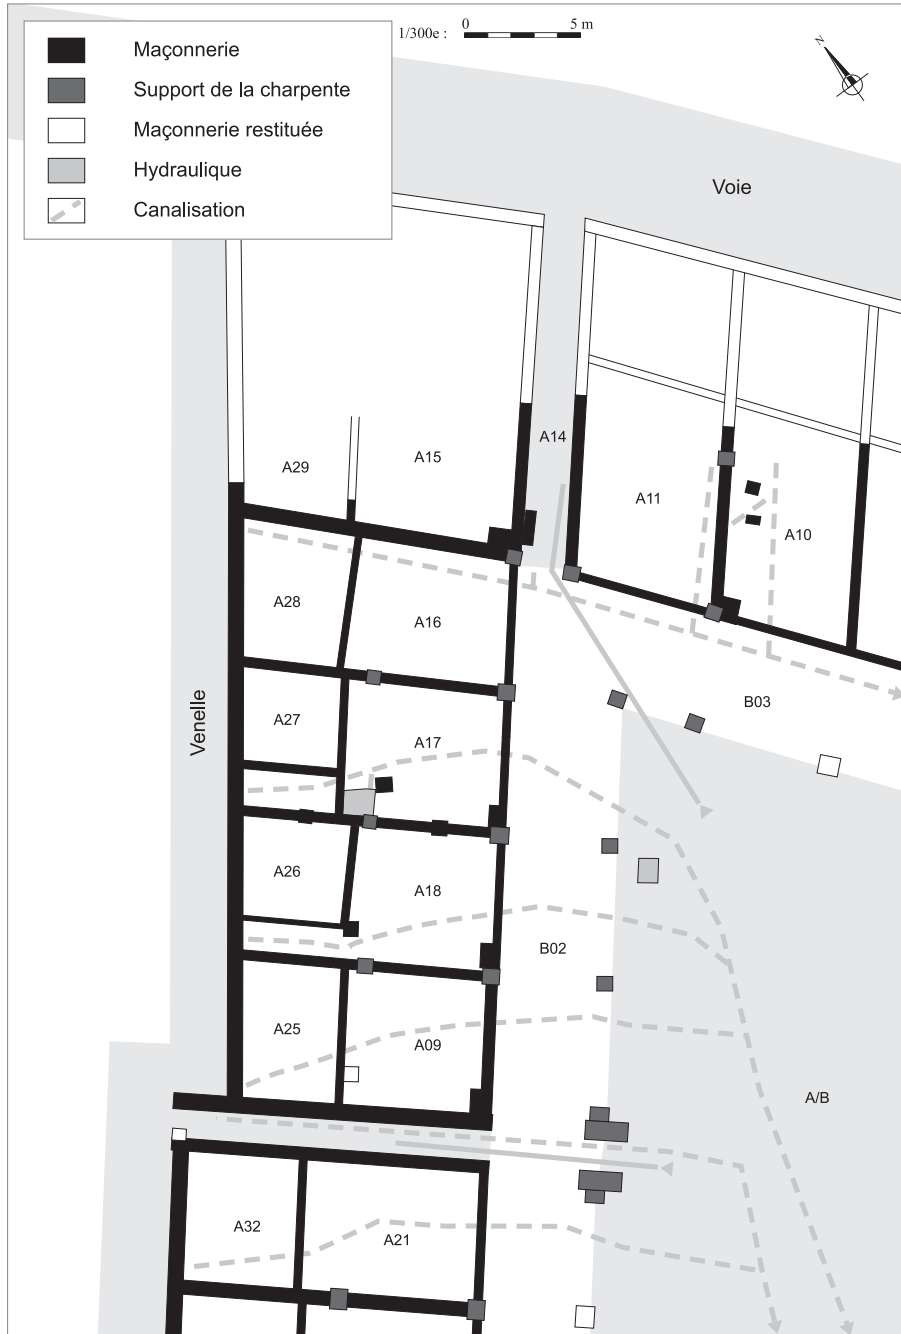 1/300e : 0 5 m
N
Maçonnerie
Support de la charpente
Maçonnerie restituée
Hydraulique
Canalisation
Voie
A14
A15
A29
A11
A10
A28
A16
B03
Venelle
A27
A17
A26
A18
B02
A25
A09
A/B
A32
A21